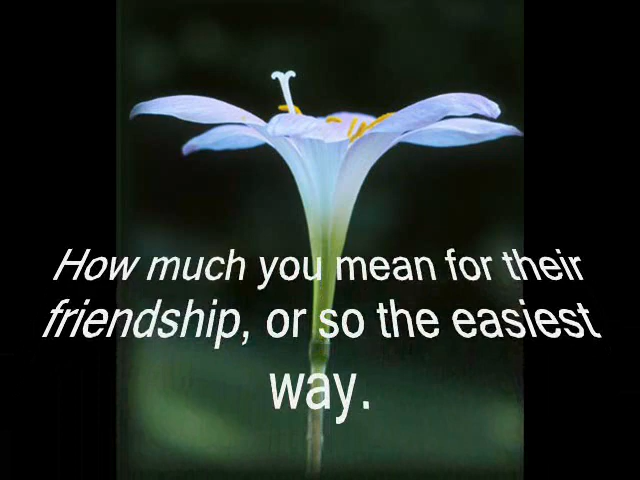 How much you mean for their
friendship, or so the easiest
way.